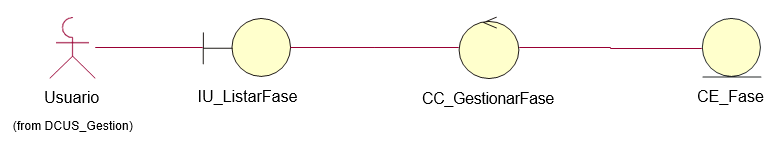 Usuario
IU_ListarFase
CC_GestionarFase
CE_Fase
(from DCUS_Gestion)